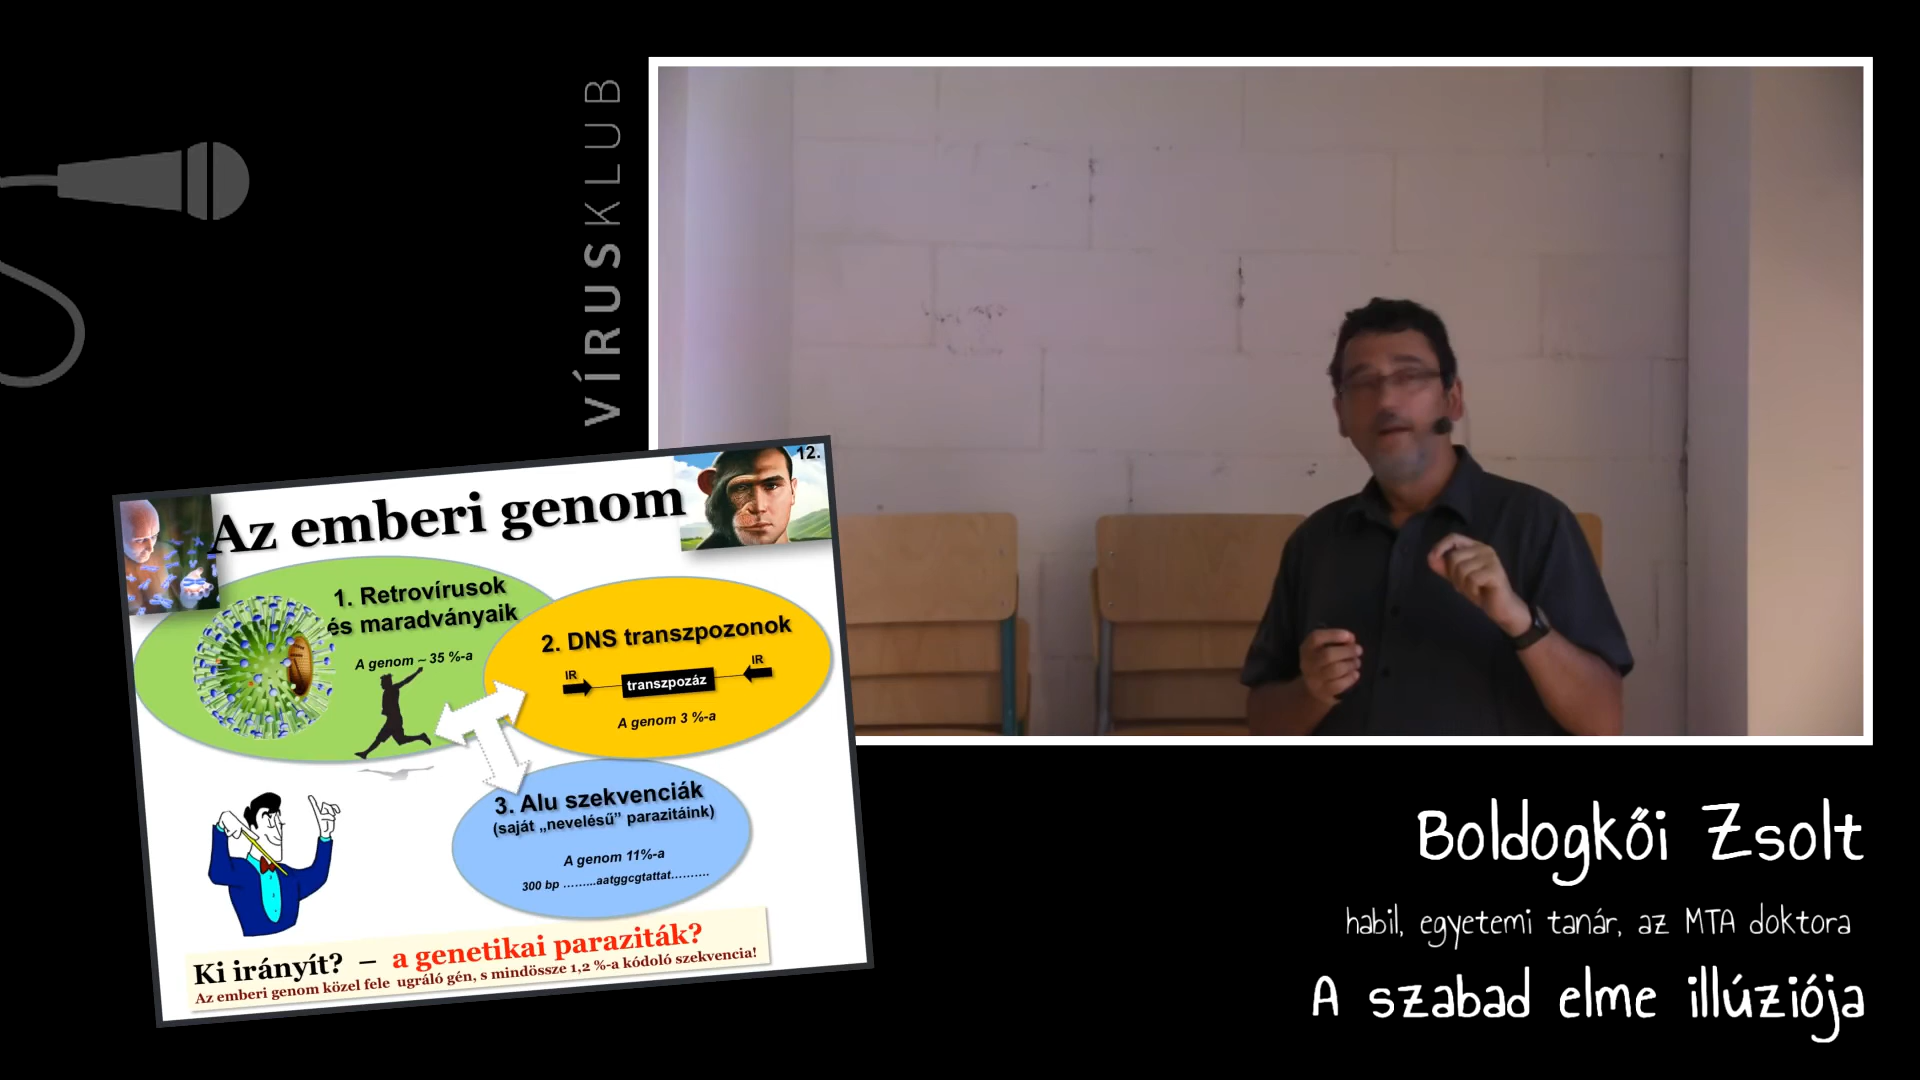 VÍRUSKLUB
12.
Az emberi genom
1. Retrovírusok
és maradványaik
A genom ~ 35 %-a
2. DNS transzpozonok
IR
IR
transzpozáz
A genom 3 %-a
3. Alu szekvenciák
(saját „nevelésű” parazitáink)
A genom 11%-a
300 bp ……...aatggcgtattat……….
Ki irányít? – a genetikai paraziták?
Az emberi genom közel fele ugráló gén, s mindössze 1,2 %-a kódoló szekvencia!
Boldogkői Zsolt
habil, egyetemi tanár, az MTA doktora
A szabad elme illúziója